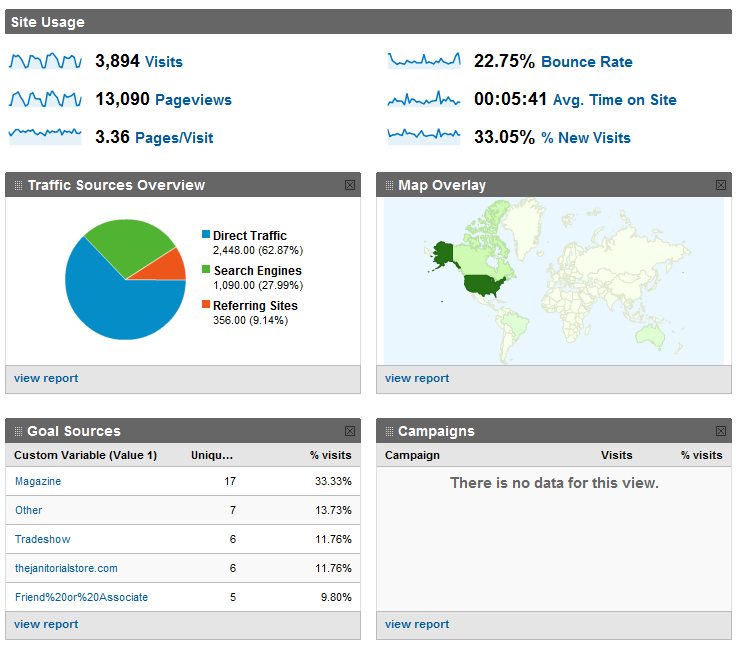 Site Usage
3,894 Visits
22.75% Bounce Rate
13,090 Pageviews
00:05:41 Avg. Time on Site
3.36 Pages/Visit
33.05% % New Visits
Traffic Sources Overview
Direct Traffic
2,448.00 (62.87%)
Search Engines
1,090.00 (27.99%)
Referring Sites
356.00 (9.14%)
view report
Map Overlay
view report
Goal Sources
Custom Variable (Value 1) Uniqu... % visits
Magazine 17 33.33%
Other 7 13.73%
Tradeshow 6 11.76%
thejanitorialstore.com 6 11.76%
Friend%20or%20Associate 5 9.80%
view report
Campaigns
Campaign Visits % visits
There is no data for this view.
view report